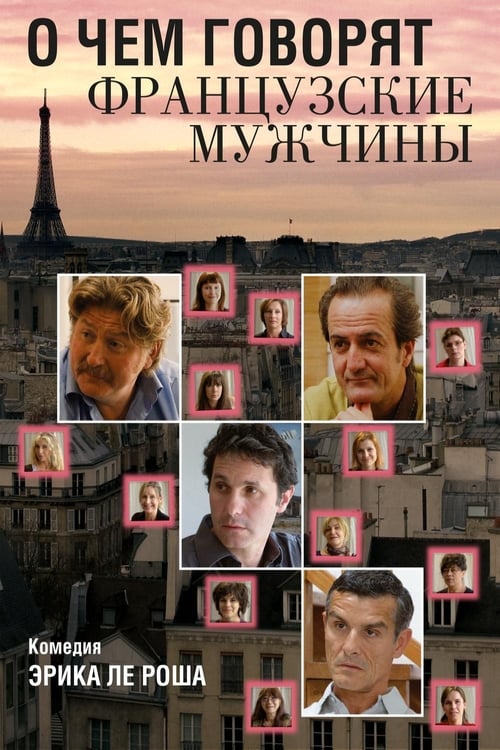 О ЧЕМ ГОВОРЯТ
ФРАНЦУЗСКИЕ
МУЖЧИНЫ
Комедия
ЭРИКА ЛЕ РОША